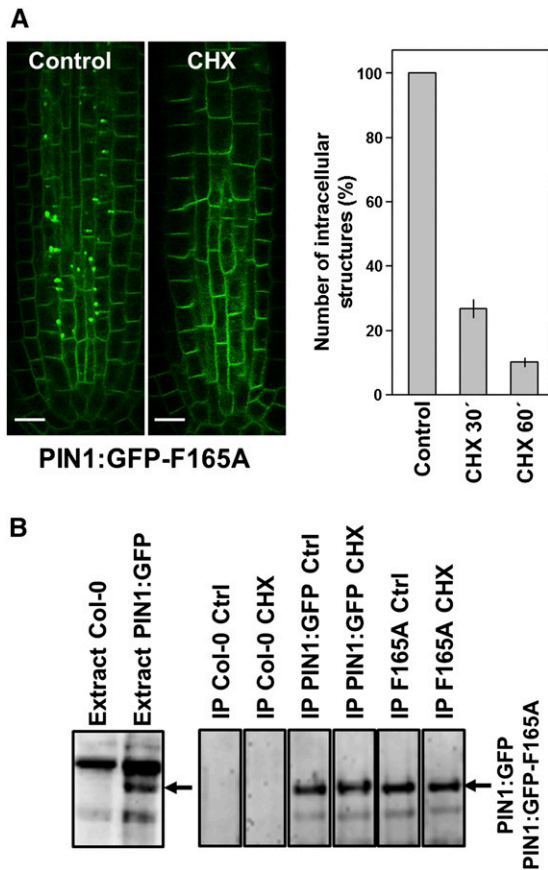 A
Control
CHX
PIN1:GFP-F165A
Number of intracellular
structures (%)
100
80
60
40
20
0
Control
CHX 30´
CHX 60´
B
Extract Col-0
Extract PIN1:GFP
IP Col-0 Ctrl
IP Col-0 CHX
IP PIN1:GFP Ctrl
IP PIN1:GFP CHX
IP F165A Ctrl
IP F165A CHX
PIN1:GFP
PIN1:GFP-F165A